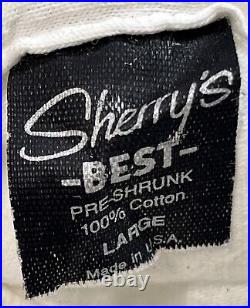 Sherry's
-BEST-
PRE-SHRUNK
100% Cotton
LARGE
Made in U.S.A.